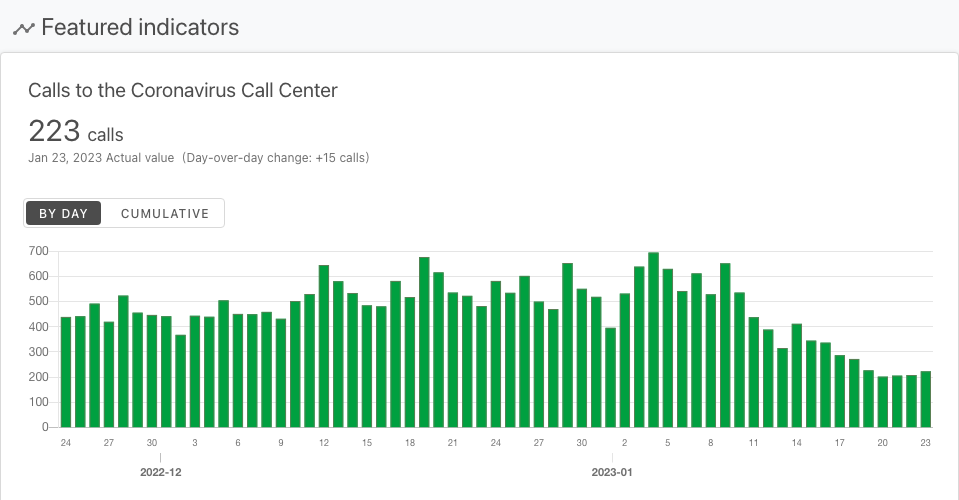 Featured indicators
Calls to the Coronavirus Call Center
223 calls
Jan 23, 2023 Actual value (Day-over-day change: +15 calls)
BY DAY CUMULATIVE
700
600
500
400
300
200
100
0
24 27 30 3 6 9 12 15 18 21 24 27 30 2 5 8 11 14 17 20 23
2022-12 2023-01